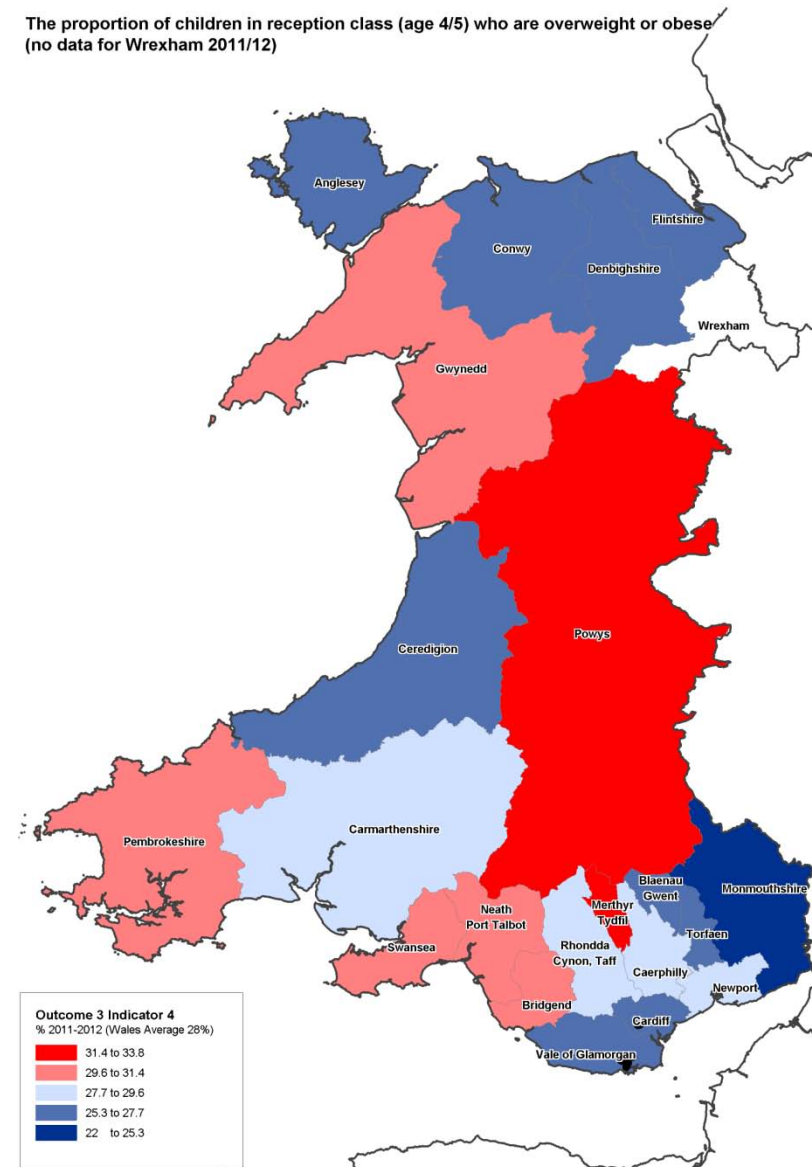 The proportion of children in reception class (age 4/5) who are overweight or obese
(no data for Wrexham 2011/12)
Anglesey
Flintshire
Conwy
Denbighshire
Wrexham
Gwynedd
Powys
Ceredigion
Carmarthenshire
Pembrokeshire
Blaenau
Gwent
Monmouthshire
Merthyr
Tydfil
Neath
Port Talbot
Torfaen
Swansea
Rhondda
Cynon, Taff
Caerphilly
Newport
Bridgend
Cardiff
Vale of Glamorgan
Outcome 3 Indicator 4
% 2011-2012 (Wales Average 28%)
31.4 to 33.8
29.6 to 31.4
27.7 to 29.6
25.3 to 27.7
22 to 25.3